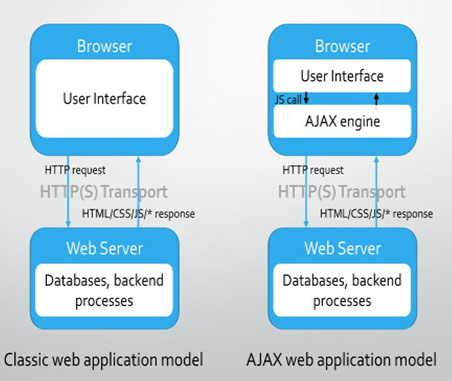 Browser
User Interface
HTTP request
HTTP(S) Transport
HTML/CSS/JS/* response
Web Server
Databases, backend
processes
Classic web application model
Browser
User Interface
JS call
AJAX engine
HTTP request
HTTP(S) Transport
HTML/CSS/JS/* response
Web Server
Databases, backend
processes
AJAX web application model